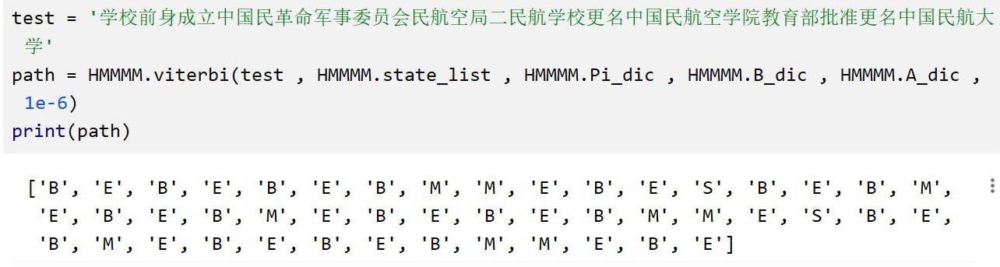 test = '学校前身成立中国民革命军事委员会民航空局二民航学校更名中国民航空学院教育部批准更名中国民航大
学'
path = HMMMM.viterbi(test , HMMMM.state_list , HMMMM.Pi_dic , HMMMM.B_dic , HMMMM.A_dic ,
1e-6)
print(path)
['B', 'E', 'B', 'E', 'B', 'E', 'B', 'M', 'M', 'E', 'B', 'E', 'S', 'B', 'E', 'B', 'M',
'E', 'B', 'E', 'B', 'M', 'E', 'B', 'E', 'B', 'E', 'B', 'M', 'M', 'E', 'S', 'B', 'E',
'B', 'M', 'E', 'B', 'E', 'B', 'E', 'B', 'M', 'M', 'E', 'B', 'E']